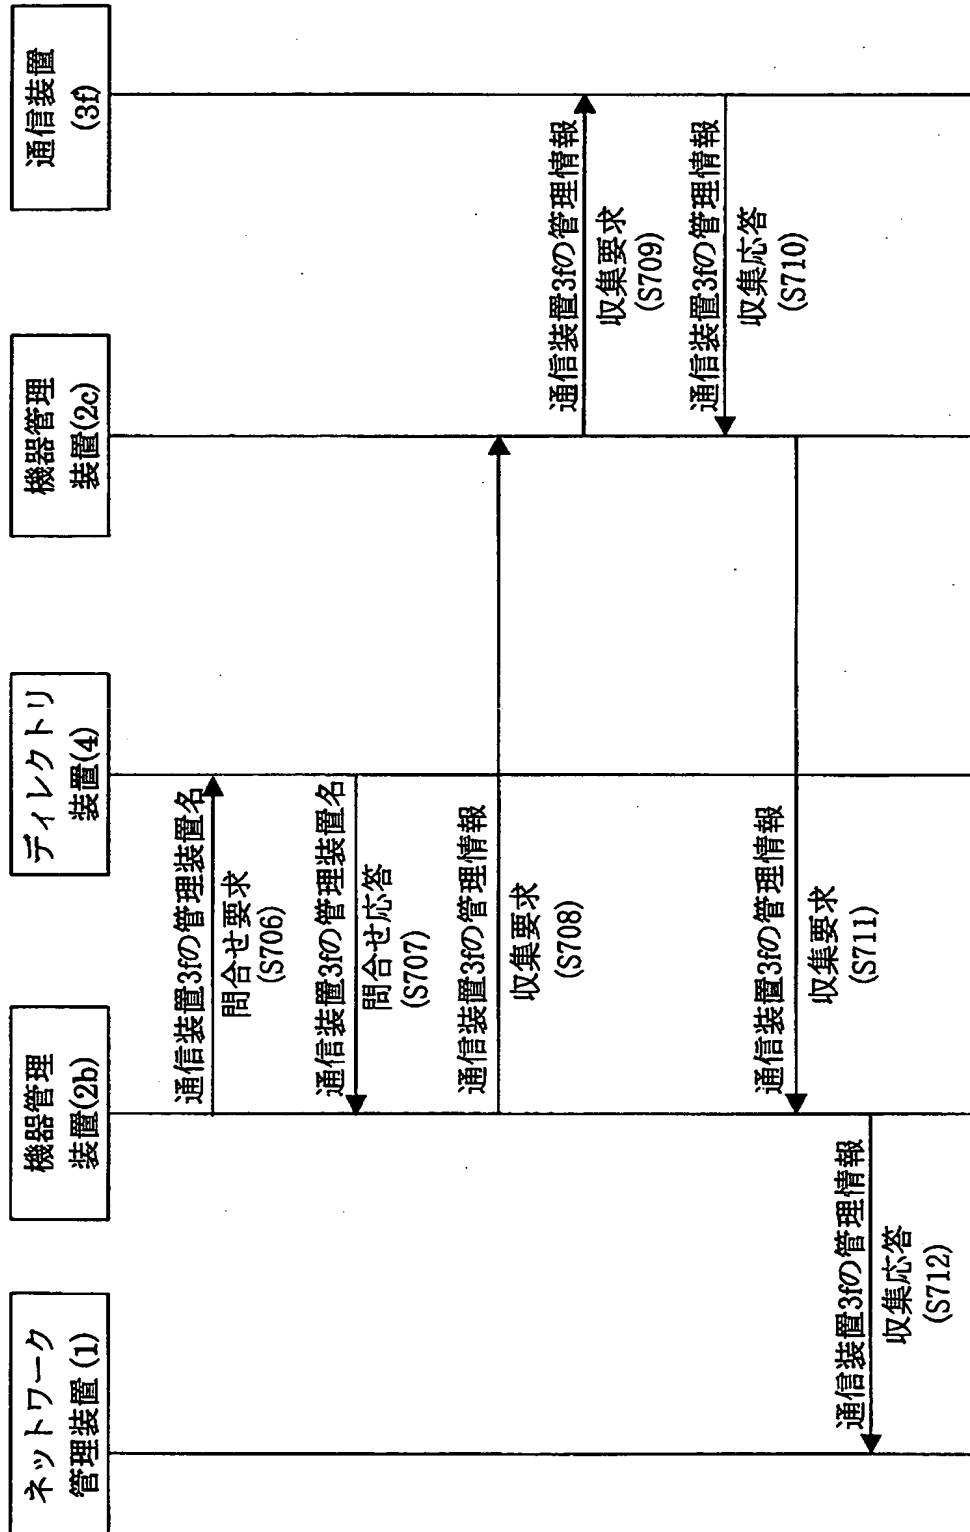 ネットワーク
管理装置(1)
機器管理
装置(2b)
ディレクトリ
装置(4)
機器管理
装置(2c)
通信装置
(3f)
通信装置3fの管理装置名
問合せ要求
(S706)
通信装置3fの管理装置名
問合せ応答
(S707)
通信装置3fの管理情報
収集要求
(S708)
通信装置3fの管理情報
収集要求
(S709)
通信装置3fの管理情報
収集応答
(S710)
通信装置3fの管理情報
収集要求
(S711)
通信装置3fの管理情報
収集応答
(S712)